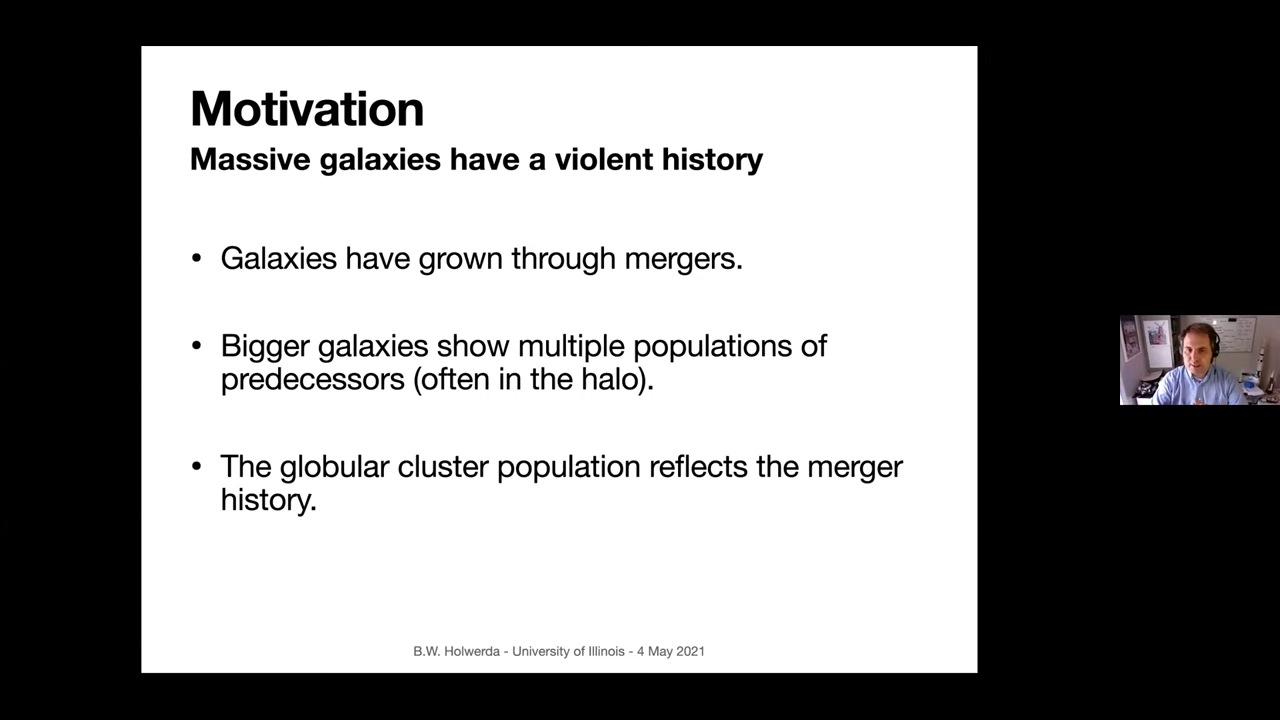 Motivation
Massive galaxies have a violent history
• Galaxies have grown through mergers.
• Bigger galaxies show multiple populations of
predecessors (often in the halo).
• The globular cluster population reflects the merger
history.
B.W. Holwerda - University of Illinois - 4 May 2021